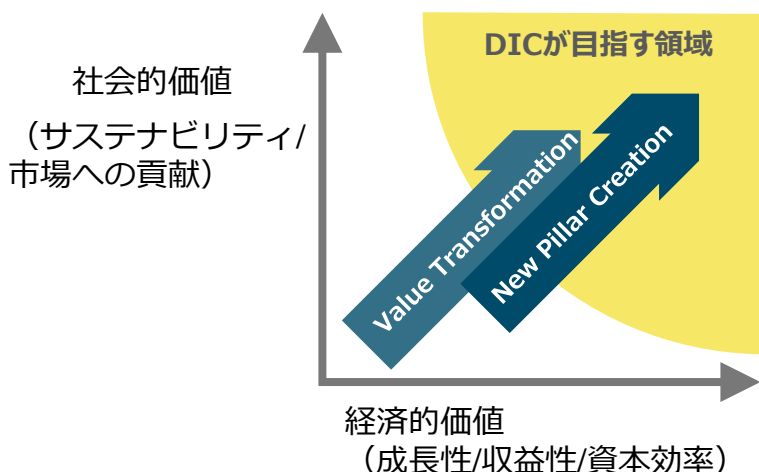 DICが目指す領域
社会的価値
（サステナビリティ/
市場への貢献）
Value Transformation
New Pillar Creation
経済的価値
（成長性/収益性/資本効率）